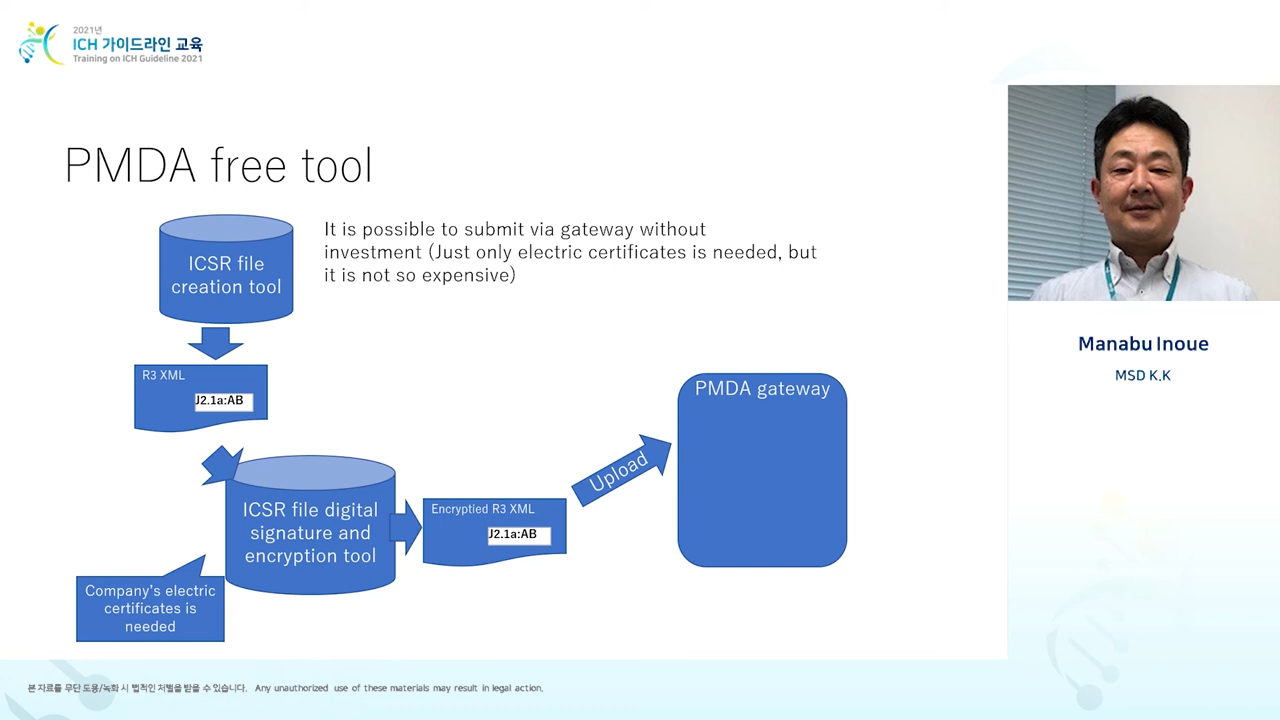 2021년
ICH 가이드라인 교육
Training on ICH Guideline 2021
PMDA free tool
ICSR file
creation tool
It is possible to submit via gateway without
investment (Just only electric certificates is needed, but
it is not so expensive)
R3 XML
J2.1a:AB
ICSR file digital
signature and
encryption tool
Company's electric
certificates is
needed
Encryptied R3 XML
J2.1a:AB
Upload
PMDA gateway
Manabu Inoue
MSD K.K
본 자료를 무단 도용/녹화 시 법적인 처벌을 받을 수 있습니다. Any unauthorized use of these materials may result in legal action.